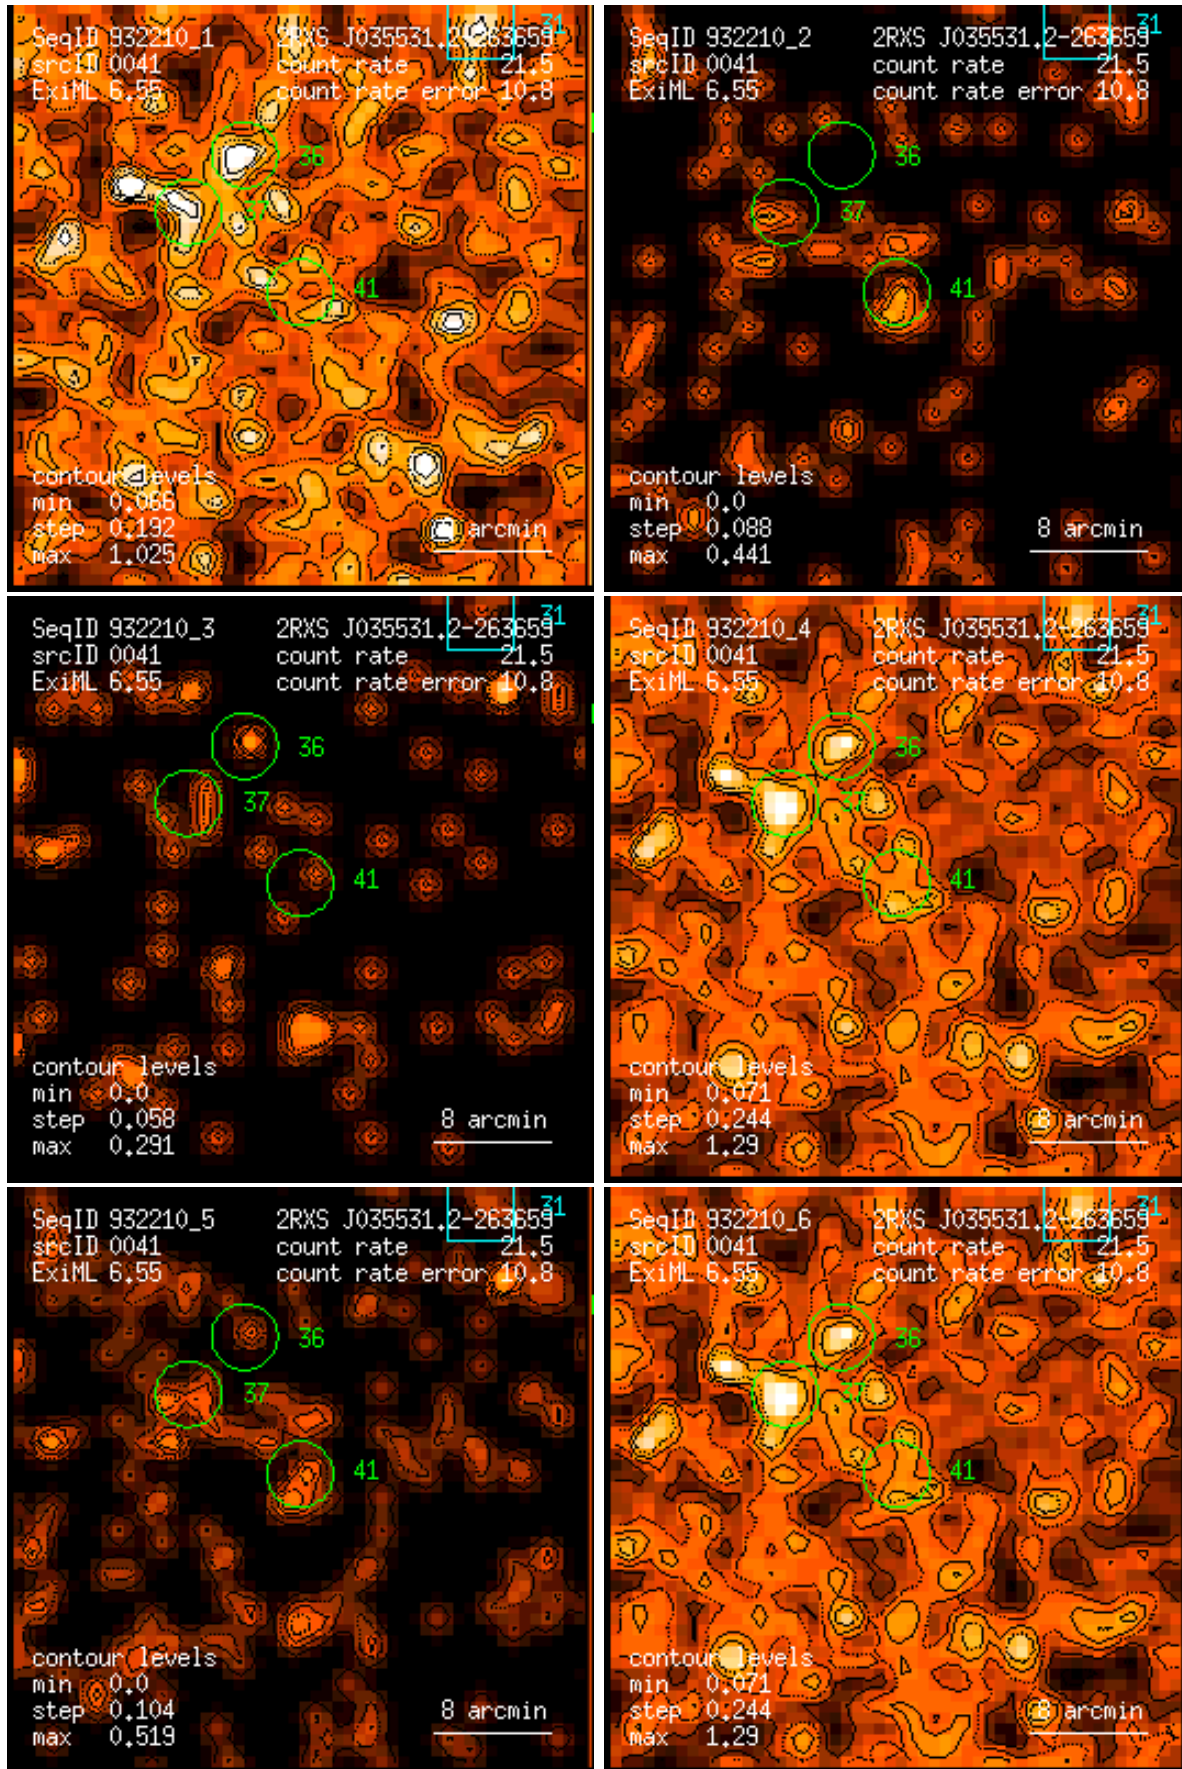 31
SeqID 932210_1 2RXS J035531.2-263659
srcID 0041 count rate 21.5
ExiML 6.55 count rate error 10.8
36
37
41
contour levels
min 0.066
step 0.192
max 1.025
8 arcmin
31
SeqID 932210_2 2RXS J035531.2-263659
srcID 0041 count rate 21.5
ExiML 6.55 count rate error 10.8
36
37
41
contour levels
min 0.0
step 0.088
max 0.441
8 arcmin
31
SeqID 932210_3 2RXS J035531.2-263659
srcID 0041 count rate 21.5
ExiML 6.55 count rate error 10.8
36
37
41
contour levels
min 0.0
step 0.058
max 0.291
8 arcmin
31
SeqID 932210_4 2RXS J035531.2-263659
srcID 0041 count rate 21.5
ExiML 6.55 count rate error 10.8
36
37
41
contour levels
min 0.071
step 0.244
max 1.29
8 arcmin
31
SeqID 932210_5 2RXS J035531.2-263659
srcID 0041 count rate 21.5
ExiML 6.55 count rate error 10.8
36
37
41
contour levels
min 0.0
step 0.104
max 0.519
8 arcmin
31
SeqID 932210_6 2RXS J035531.2-263659
srcID 0041 count rate 21.5
ExiML 6.55 count rate error 10.8
36
37
41
contour levels
min 0.071
step 0.244
max 1.29
8 arcmin